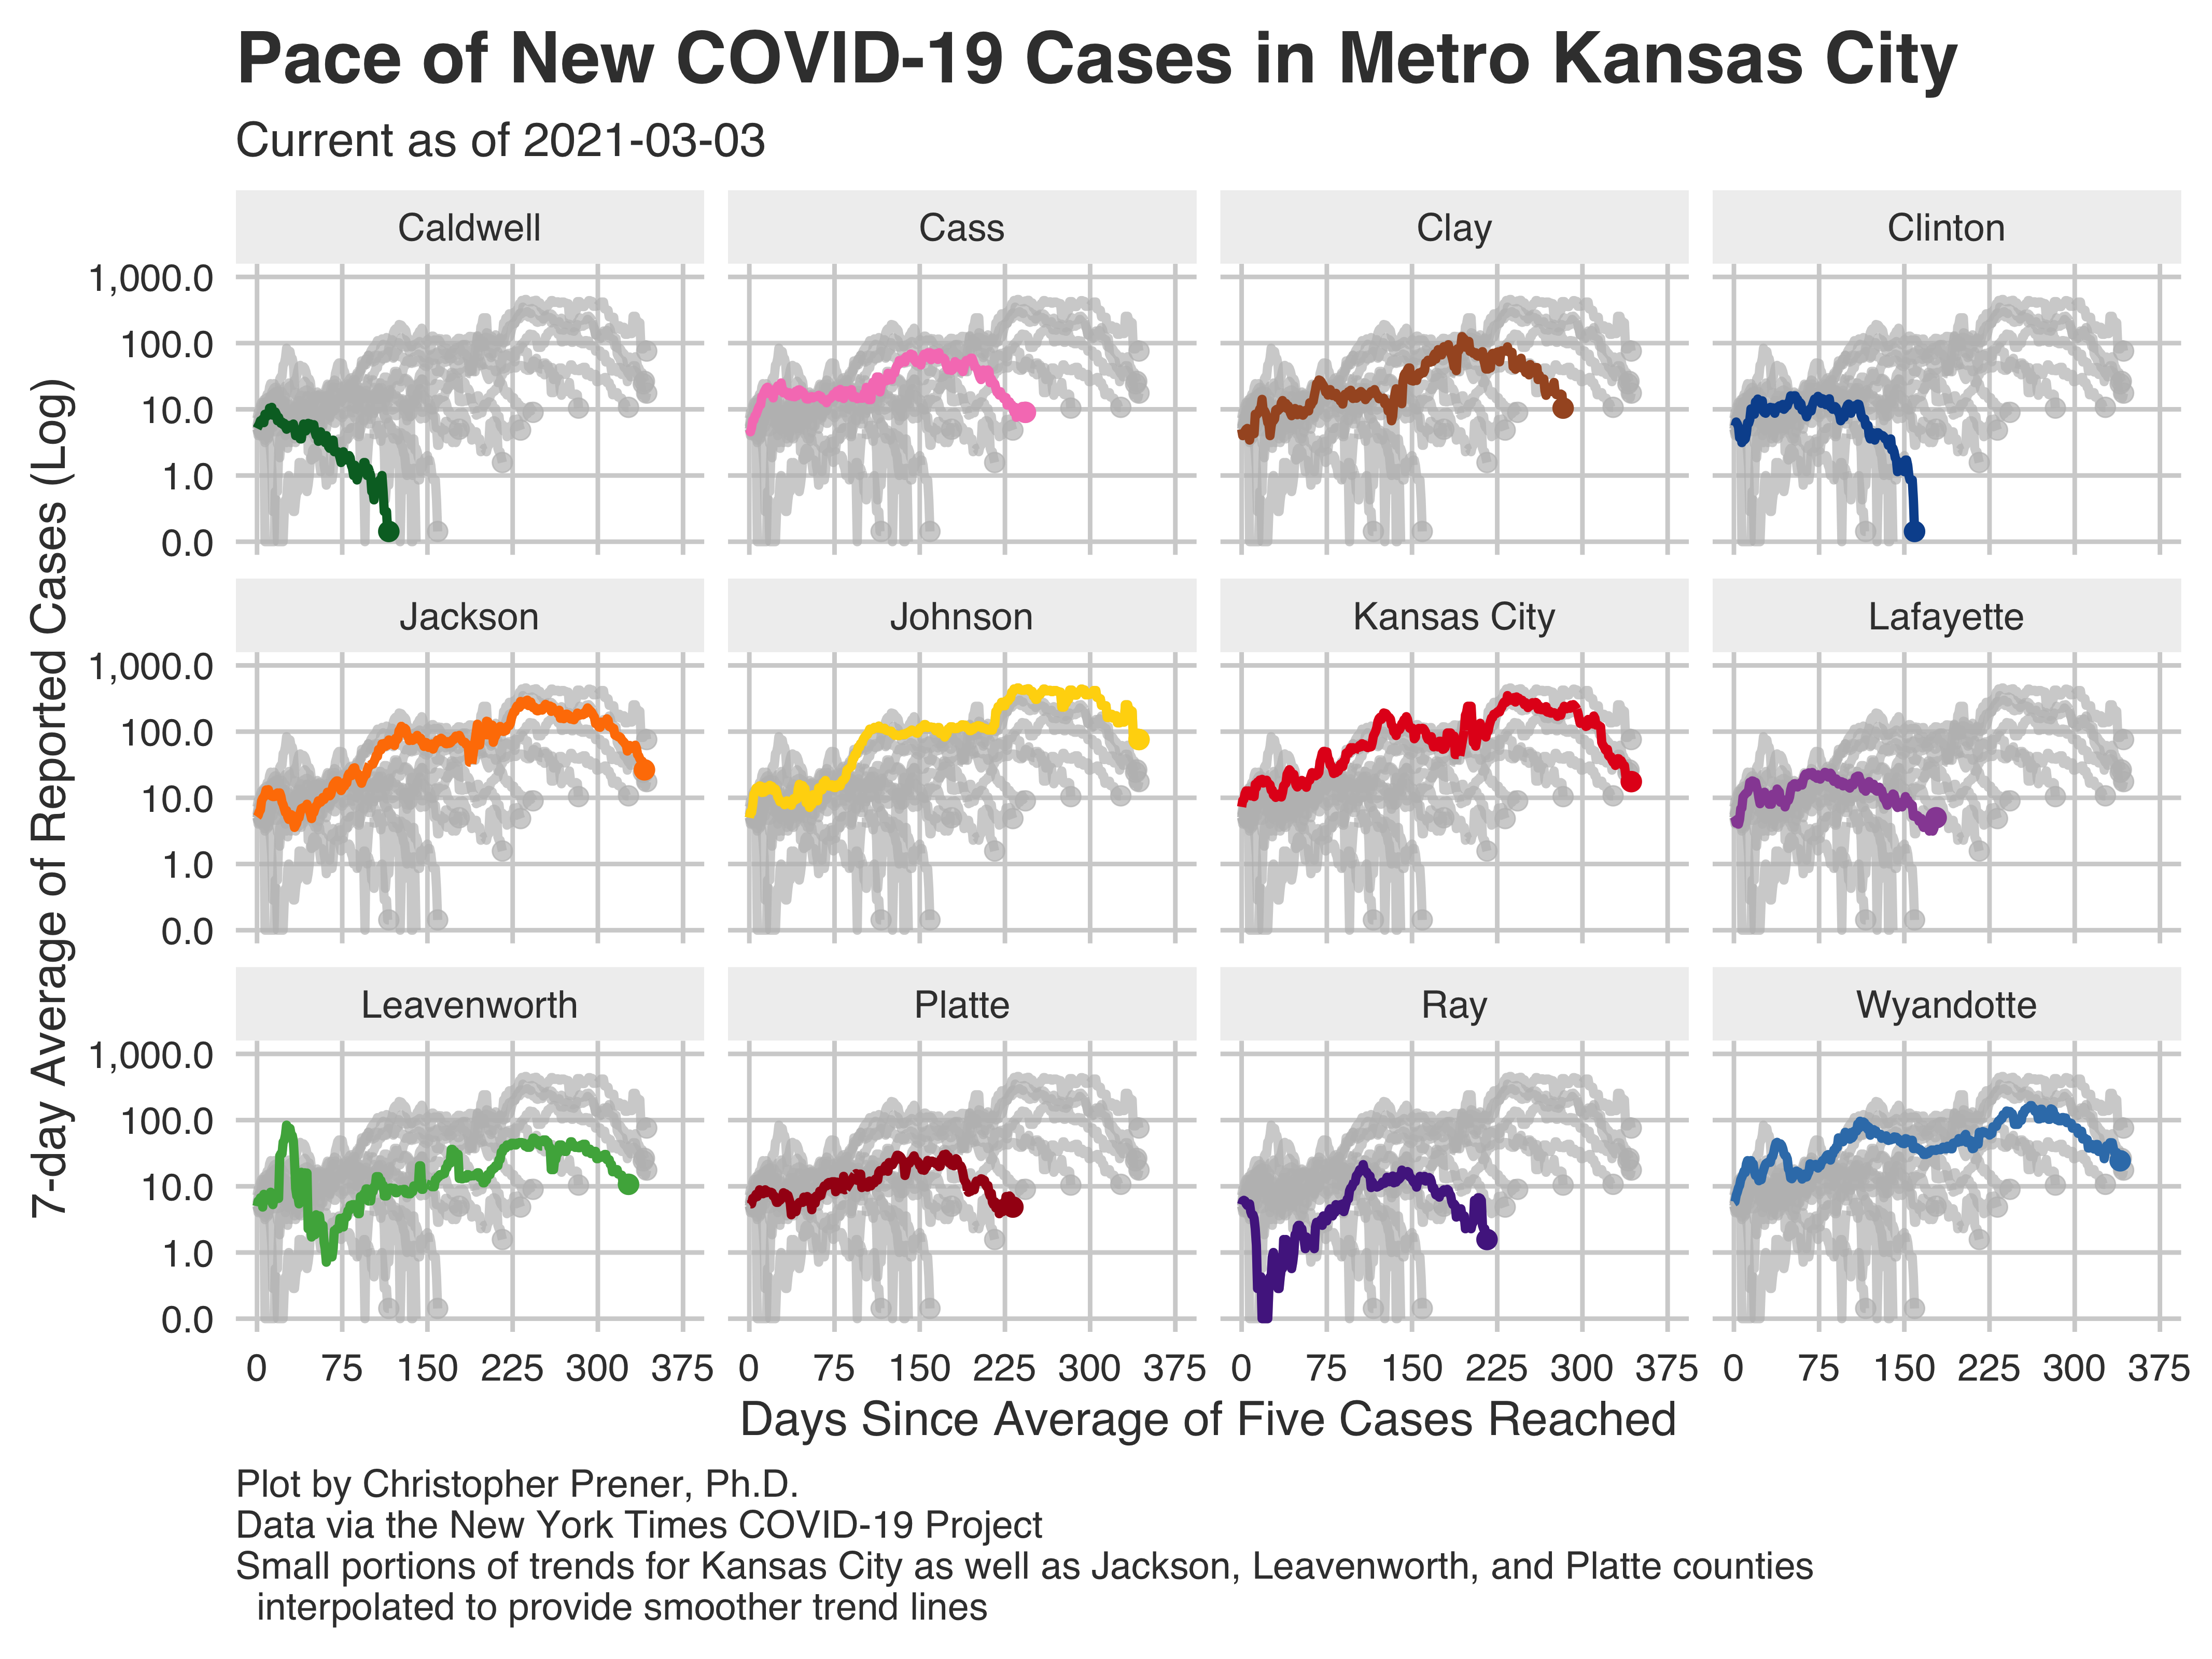 Pace of New COVID-19 Cases in Metro Kansas City
Current as of 2021-03-03
7-day Average of Reported Cases (Log)
Caldwell Cass Clay Clinton
1,000.0
100.0
10.0
1.0
0.0
Jackson Johnson Kansas City Lafayette
1,000.0
100.0
10.0
1.0
0.0
Leavenworth Platte Ray Wyandotte
1,000.0
100.0
10.0
1.0
0.0
0 75 150 225 300 375 0 75 150 225 300 375 0 75 150 225 300 375 0 75 150 225 300 375
Days Since Average of Five Cases Reached
Plot by Christopher Prener, Ph.D.
Data via the New York Times COVID-19 Project
Small portions of trends for Kansas City as well as Jackson, Leavenworth, and Platte counties
interpolated to provide smoother trend lines